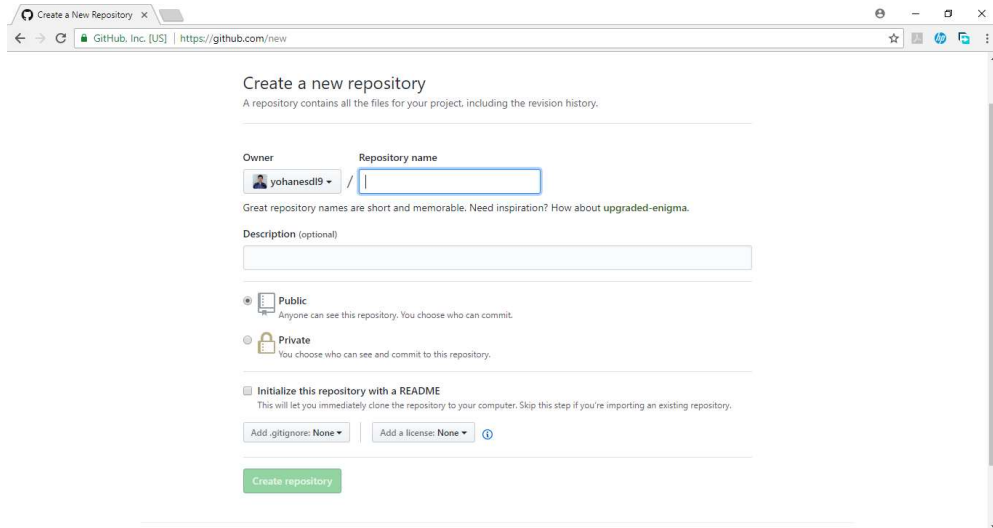 Create a New Repository
GitHub, Inc. [US] | https://github.com/new
Create a new repository
A repository contains all the files for your project, including the revision history.
Owner Repository name
yohanesdl9 /
Great repository names are short and memorable. Need inspiration? How about upgraded-enigma.
Description (optional)
Public
Anyone can see this repository. You choose who can commit.
Private
You choose who can see and commit to this repository.
Initialize this repository with a README
This will let you immediately clone the repository to your computer. Skip this step if you're importing an existing repository.
Add .gitignore: None Add a license: None
Create repository